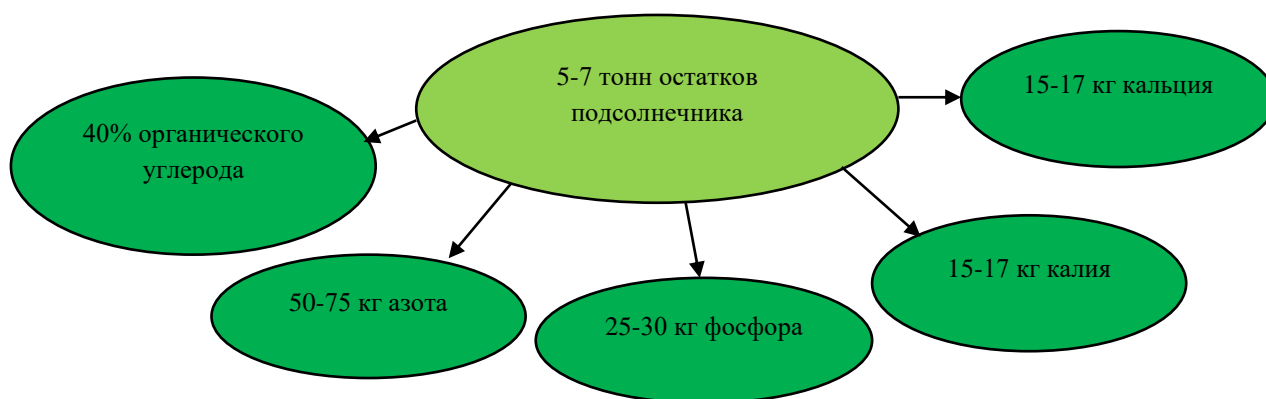 5-7 тонн остатков
подсолнечника
15-17 кг кальция
40% органического
углерода
15-17 кг калия
50-75 кг азота
25-30 кг фосфора